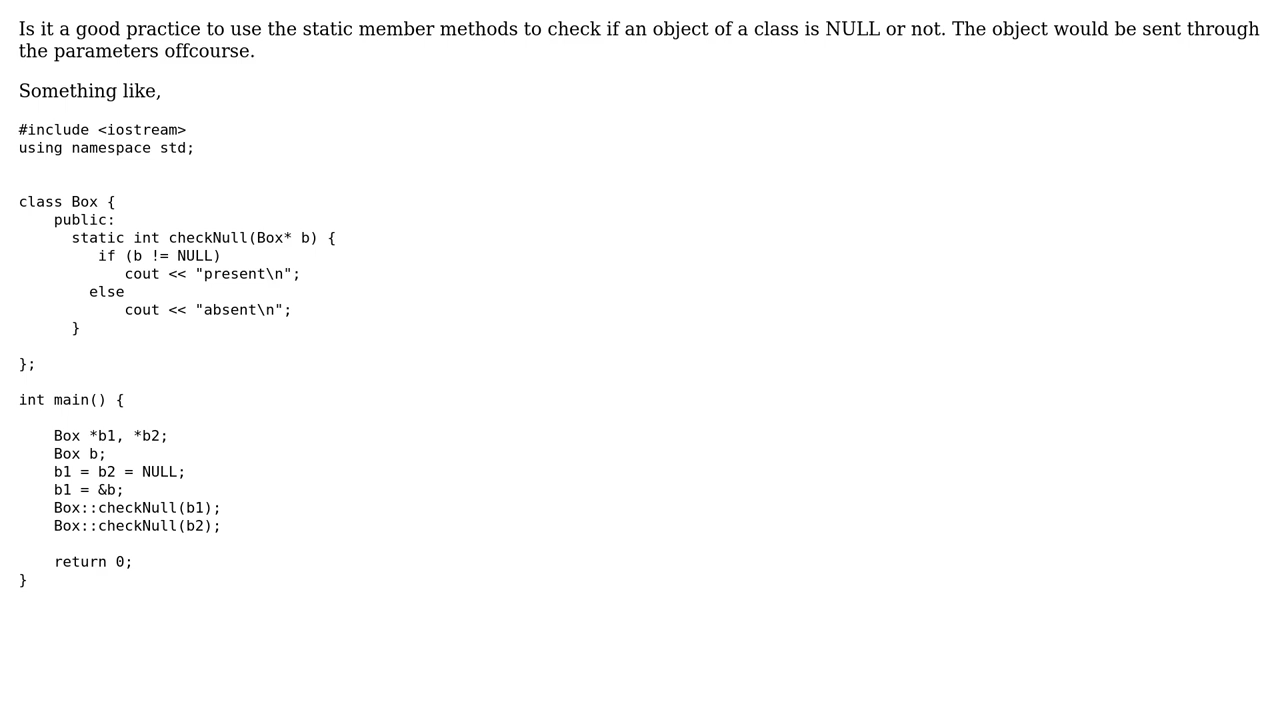 Is it a good practice to use the static member methods to check if an object of a class is NULL or not. The object would be sent through
the parameters offcourse.
Something like,
#include <iostream>
using namespace std;
class Box {
    public:
      static int checkNull(Box* b) {
         if (b != NULL)
            cout << "present\n";
        else
            cout << "absent\n";
      }
};
int main() {
    Box *b1, *b2;
    Box b;
    b1 = b2 = NULL;
    b1 = &b;
    Box::checkNull(b1);
    Box::checkNull(b2);
    return 0;
}